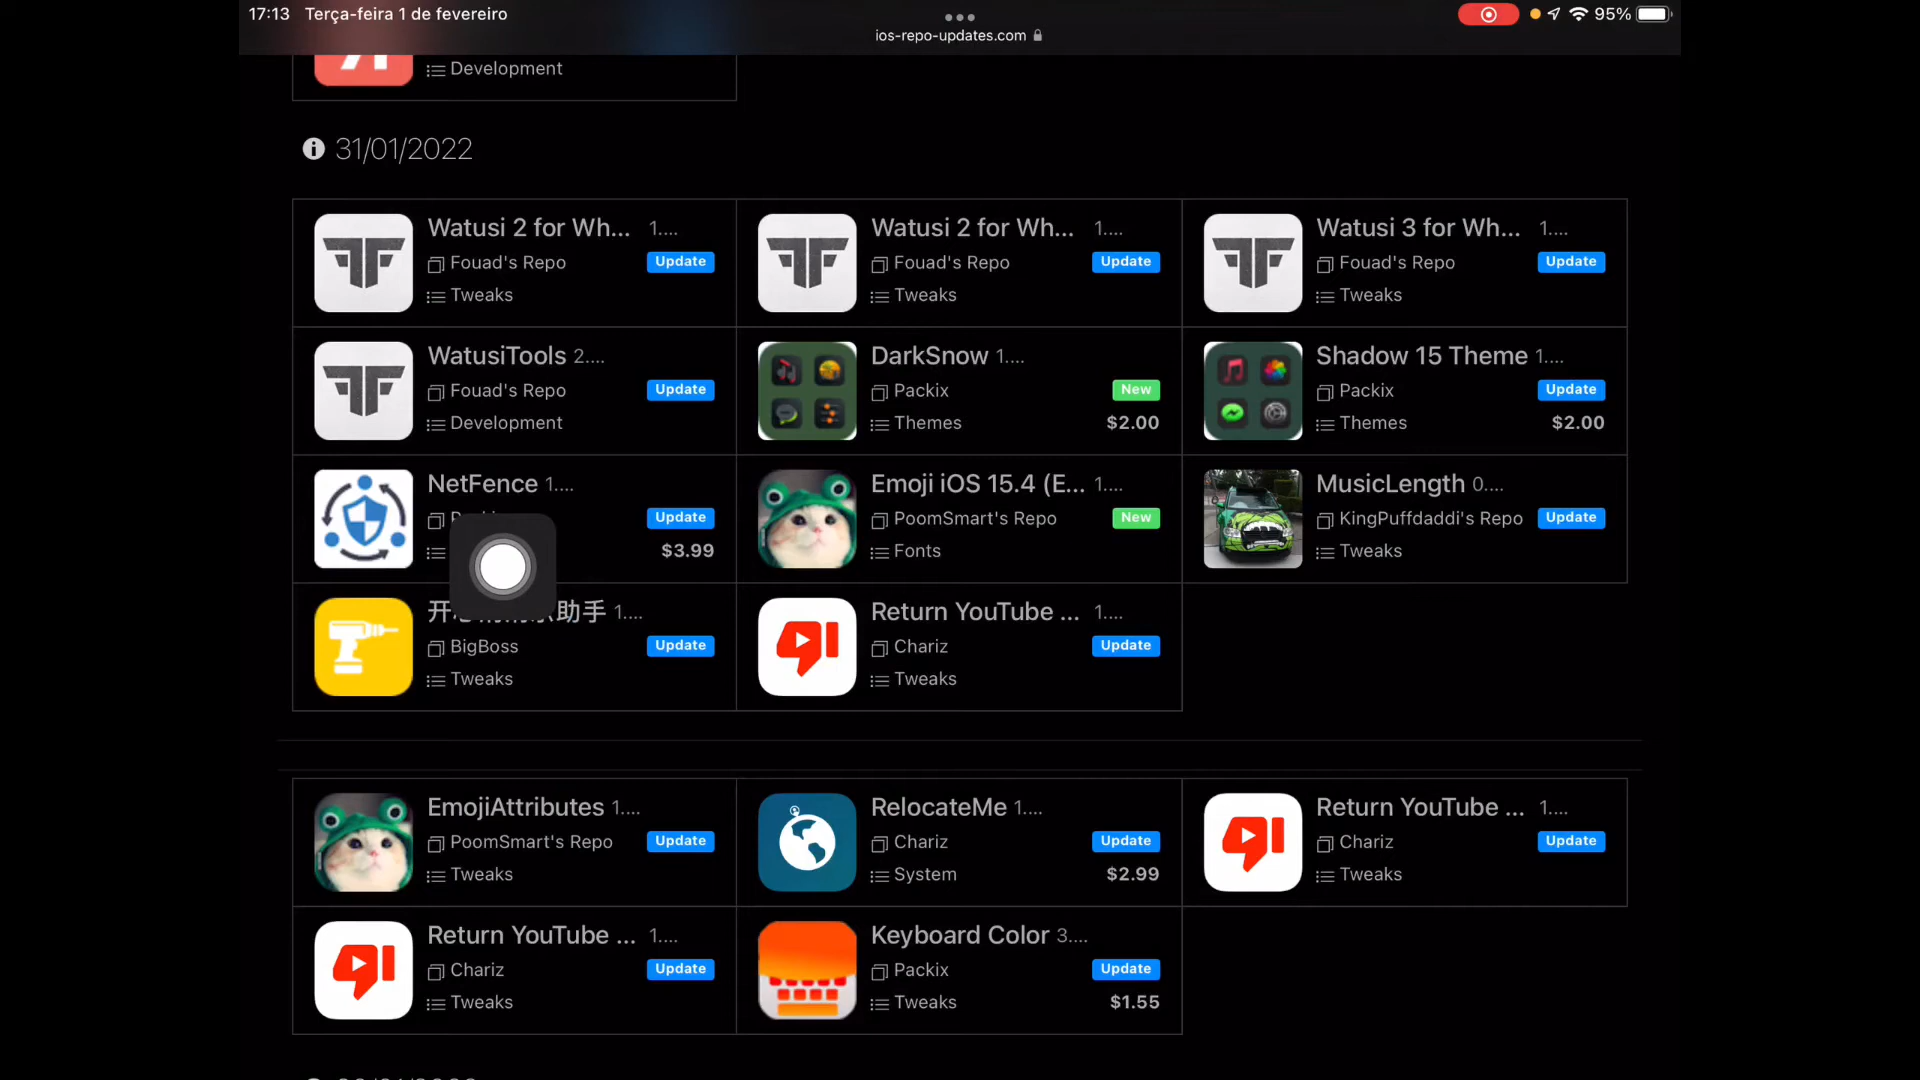 17:13 Terça-feira 1 de fevereiro
95%
ios-repo-updates.com
Development
31/01/2022
Watusi 2 for Wh... 1....
Fouad's Repo Update
Tweaks
Watusi 2 for Wh... 1....
Fouad's Repo Update
Tweaks
Watusi 3 for Wh... 1....
Fouad's Repo Update
Tweaks
WatusiTools 2....
Fouad's Repo Update
Development
DarkSnow 1....
Packix New
Themes $2.00
Shadow 15 Theme 1....
Packix Update
Themes $2.00
NetFence 1....
Update
$3.99
Emoji iOS 15.4 (E... 1....
PoomSmart's Repo New
Fonts
MusicLength 0....
KingPuffdaddi's Repo Update
Tweaks
开 助手 1....
BigBoss Update
Tweaks
Return YouTube ... 1....
Chariz Update
Tweaks
EmojiAttributes 1....
PoomSmart's Repo Update
Tweaks
RelocateMe 1....
Chariz Update
System $2.99
Return YouTube ... 1....
Chariz Update
Tweaks
Return YouTube ... 1....
Chariz Update
Tweaks
Keyboard Color 3....
Packix Update
Tweaks $1.55